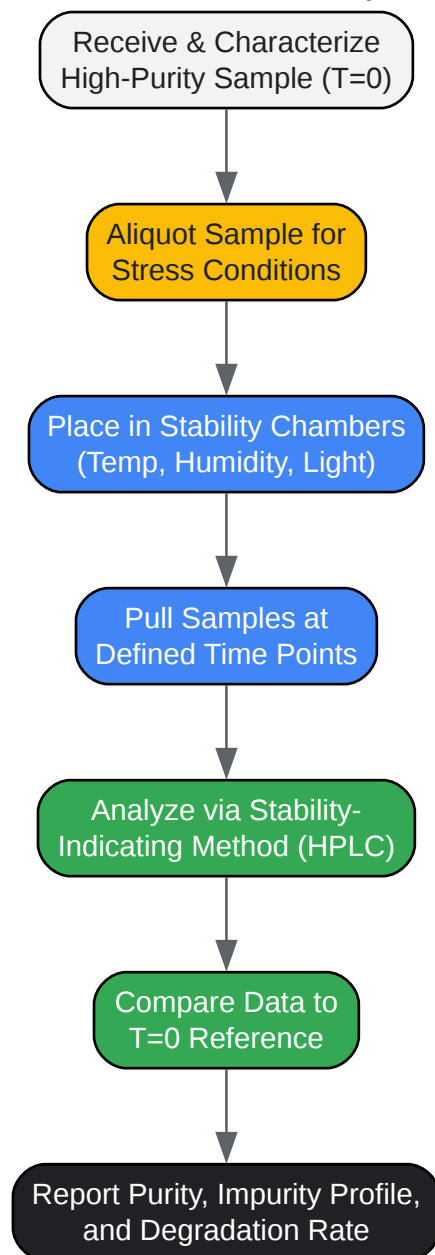 Receive & Characterize
High-Purity Sample (T=0)
Aliquot Sample for
Stress Conditions
Place in Stability Chambers
(Temp, Humidity, Light)
Pull Samples at
Defined Time Points
Analyze via Stability-
Indicating Method (HPLC)
Compare Data to
T=0 Reference
Report Purity, Impurity Profile,
and Degradation Rate